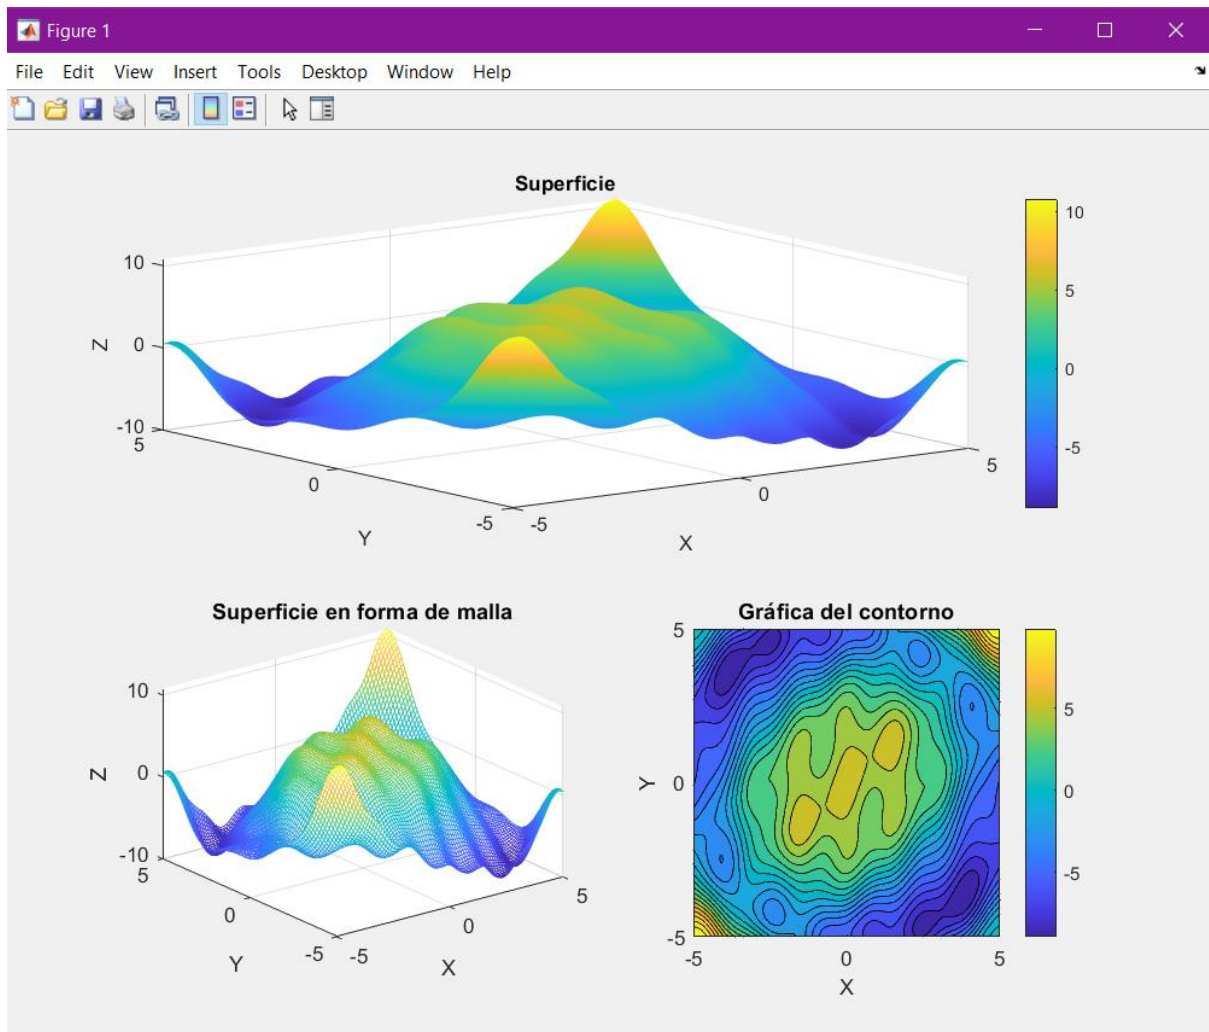 Figure 1
File Edit View Insert Tools Desktop Window Help
Superficie
10
0
-10
Z
5
0
-5
Y
-5
0
5
X
10
5
0
-5
Superficie en forma de malla
10
0
-10
Z
5
0
-5
Y
-5
0
5
X
Gráfica del contorno
5
0
-5
Y
-5
0
5
X
5
0
-5